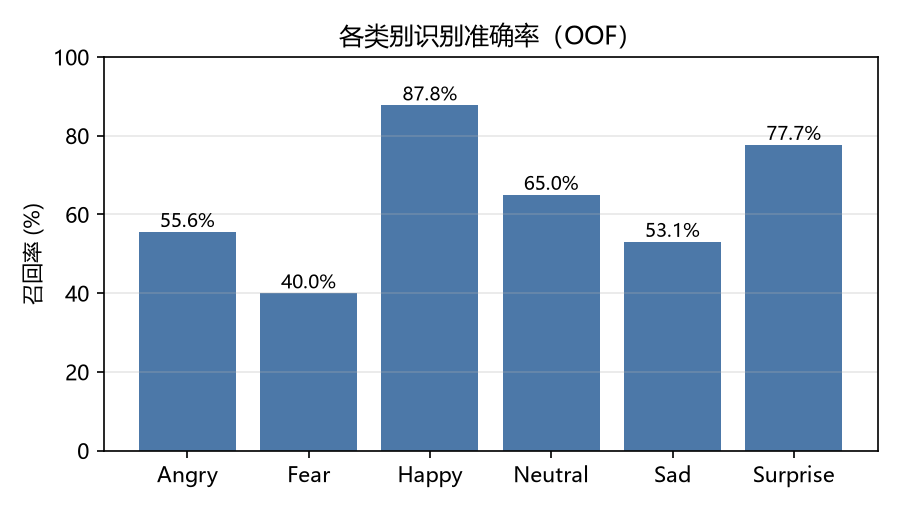 各类别识别准确率（OOF）
召回率 (%)
100
80
60
40
20
0
55.6%
40.0%
87.8%
65.0%
53.1%
77.7%
Angry
Fear
Happy
Neutral
Sad
Surprise